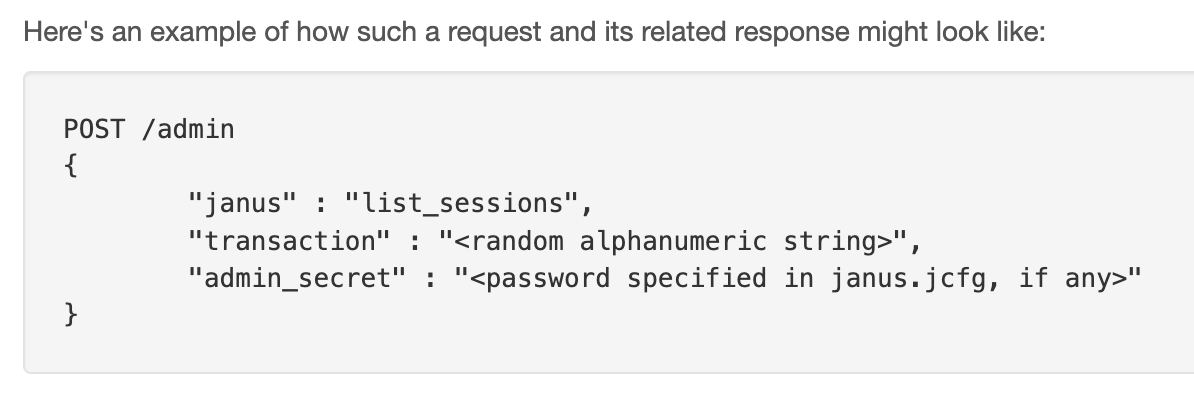 Here's an example of how such a request and its related response might look like:
POST /admin
{
        "janus" : "list_sessions",
        "transaction" : "<random alphanumeric string>",
        "admin_secret" : "<password specified in janus.jcfg, if any>"
}